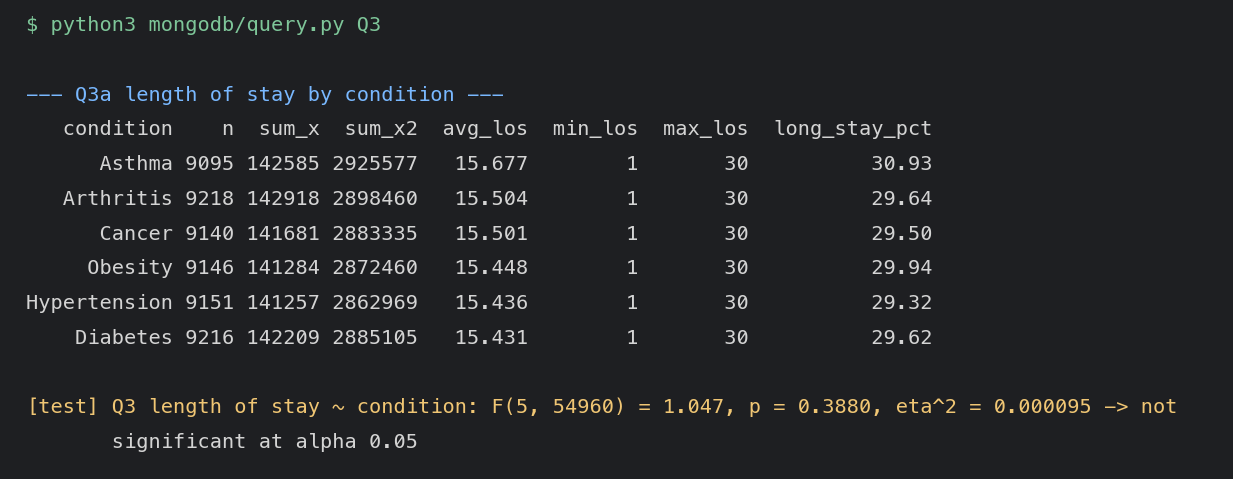 $ python3 mongodb/query.py Q3
--- Q3a length of stay by condition ---
condition n sum_x sum_x2 avg_los min_los max_los long_stay_pct
Asthma 9095 142585 2925577 15.677 1 30 30.93
Arthritis 9218 142918 2898460 15.504 1 30 29.64
Cancer 9140 141681 2883335 15.501 1 30 29.50
Obesity 9146 141284 2872460 15.448 1 30 29.94
Hypertension 9151 141257 2862969 15.436 1 30 29.32
Diabetes 9216 142209 2885105 15.431 1 30 29.62
[test] Q3 length of stay ~ condition: F(5, 54960) = 1.047, p = 0.3880, eta^2 = 0.000095 -> not
significant at alpha 0.05